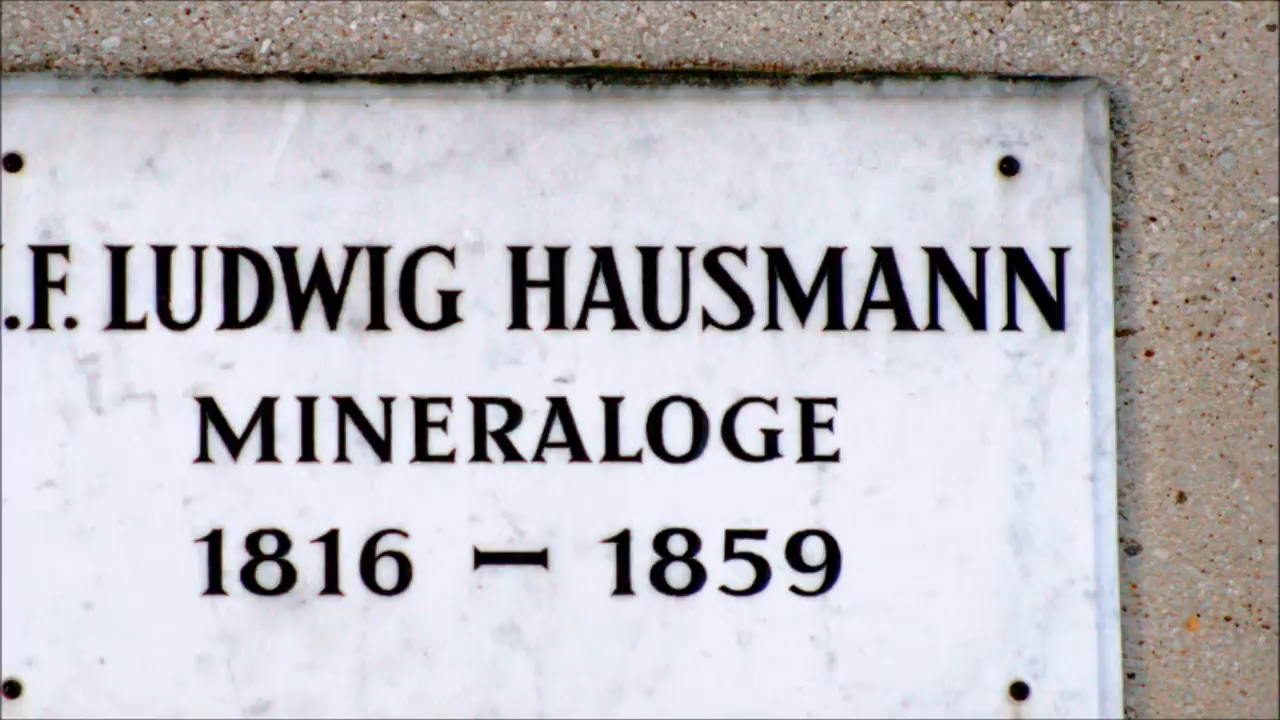 .F. LUDWIG HAUSMANN
MINERALOGE
1816 – 1859